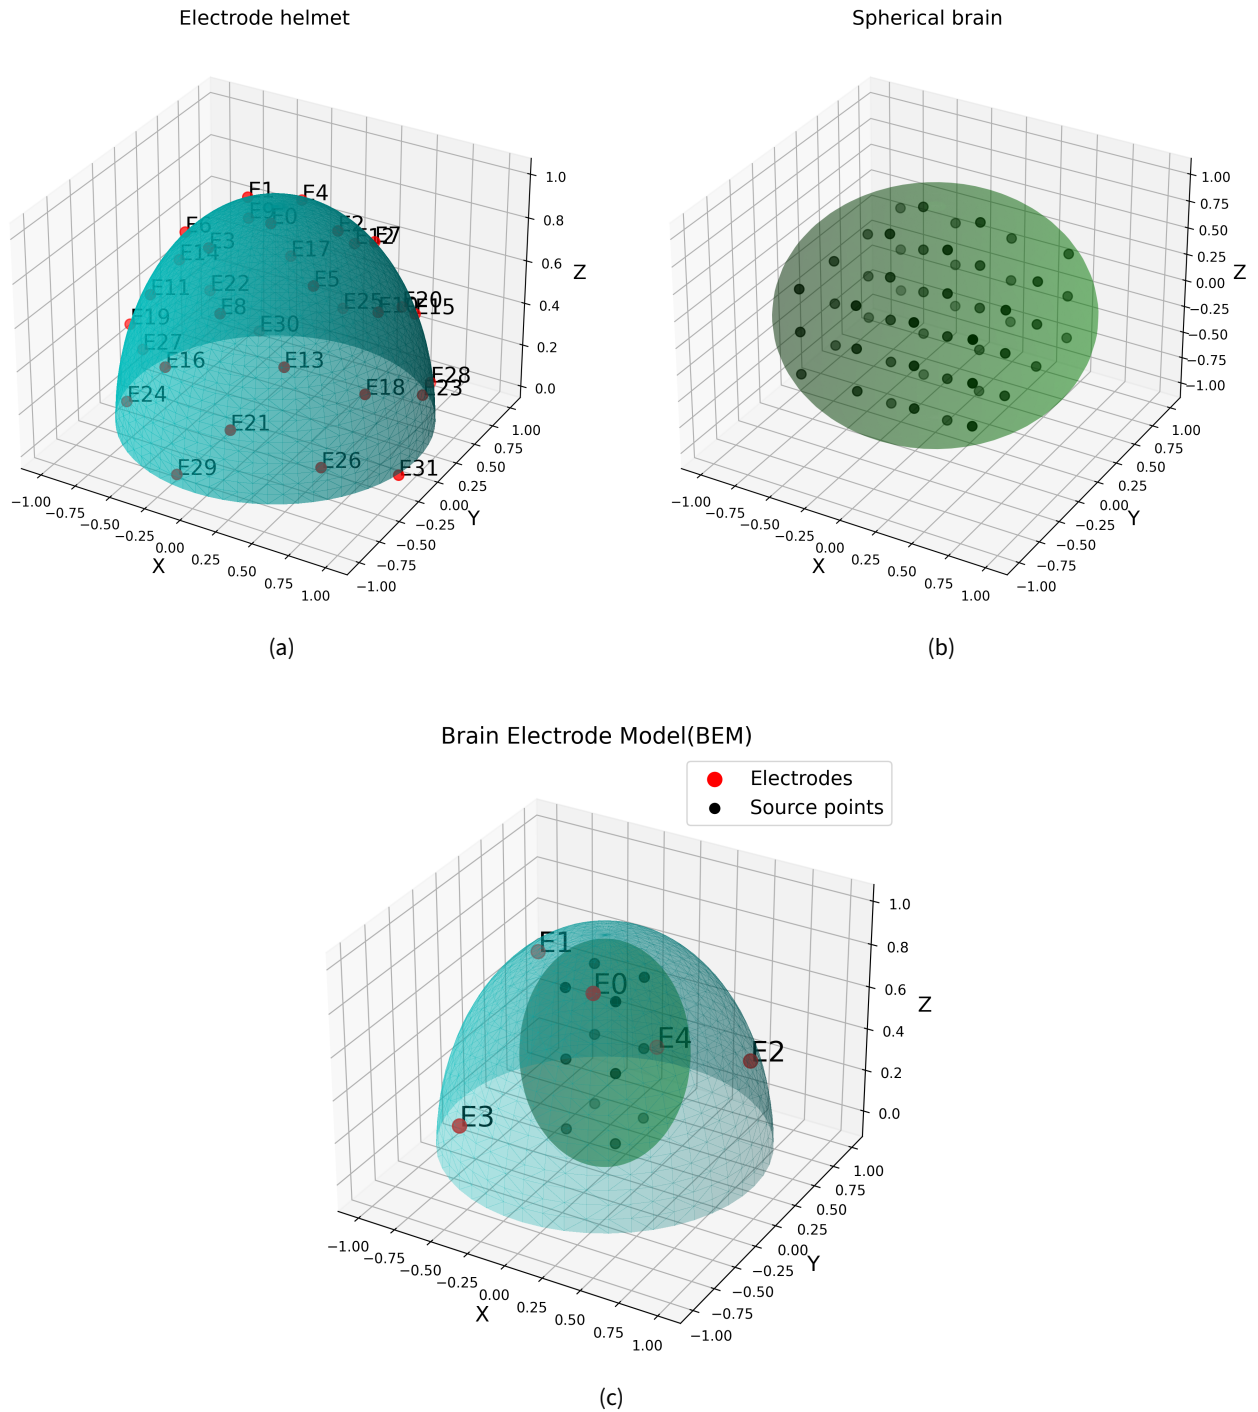 Electrode helmet
E1
E4
E9
E0
E6
E2
E12
E7
E3
E14
E17
E5
E22
E11
E8
E25
E10
E20
E15
E19
E30
E27
E16
E13
E28
E24
E18
E23
E21
E29
E26
E31
1.0
0.8
0.6
0.4
0.2
0.0
Z
−1.00
−0.75
−0.50
−0.25
0.00
0.25
0.50
0.75
1.00
X
1.00
0.75
0.50
0.25
0.00
−0.25
−0.50
−0.75
−1.00
Y
(a)
Spherical brain
1.00
0.75
0.50
0.25
0.00
−0.25
−0.50
−0.75
−1.00
Z
−1.00
−0.75
−0.50
−0.25
0.00
0.25
0.50
0.75
1.00
X
1.00
0.75
0.50
0.25
0.00
−0.25
−0.50
−0.75
−1.00
Y
(b)
Brain Electrode Model(BEM)
Electrodes
Source points
E1
E0
E4
E2
E3
1.0
0.8
0.6
0.4
0.2
0.0
Z
−1.00
−0.75
−0.50
−0.25
0.00
0.25
0.50
0.75
1.00
X
1.00
0.75
0.50
0.25
0.00
−0.25
−0.50
−0.75
−1.00
Y
(c)